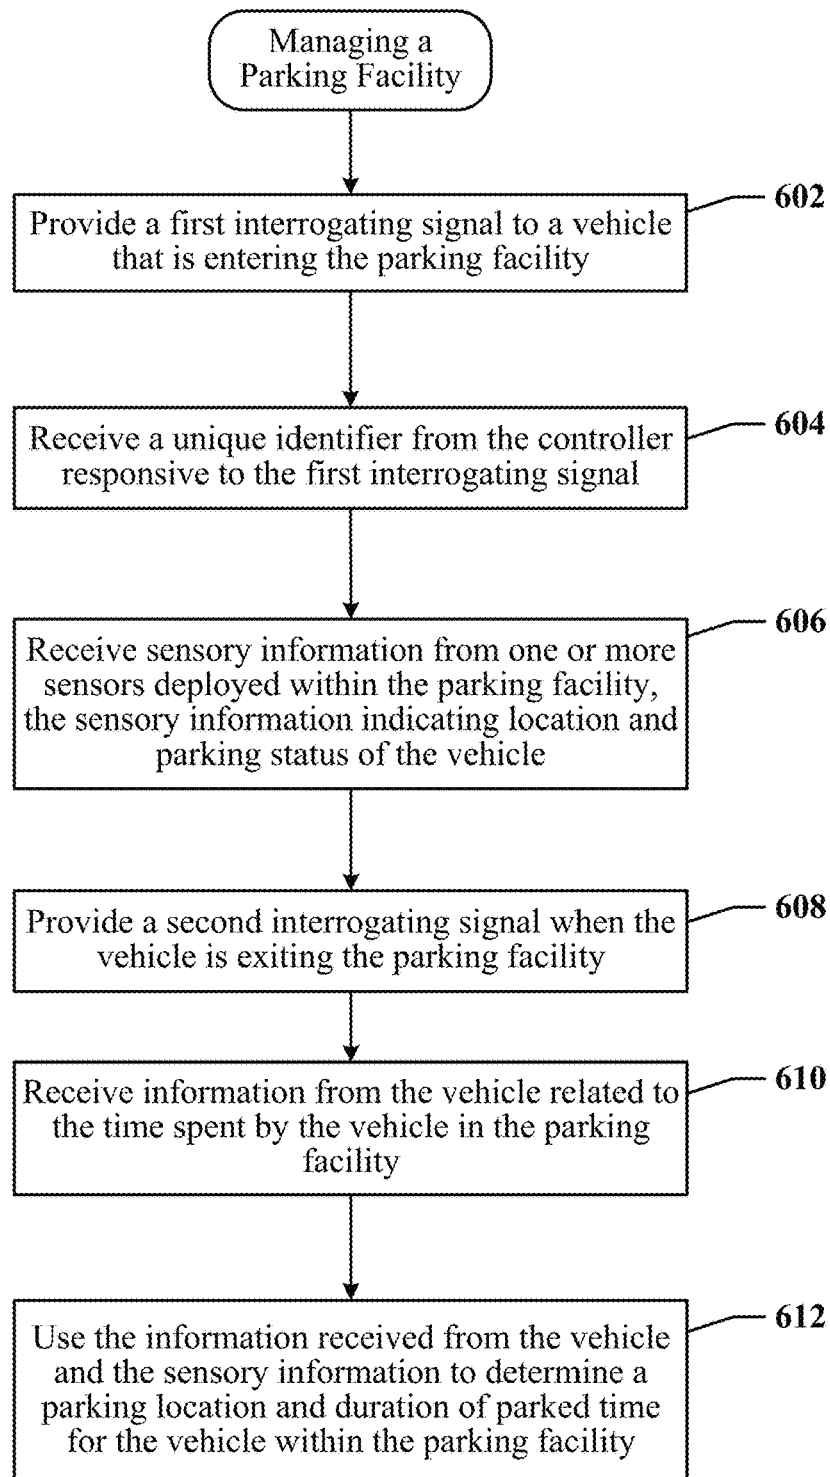 Managing a
Parking Facility
602
Provide a first interrogating signal to a vehicle
that is entering the parking facility
604
Receive a unique identifier from the controller
responsive to the first interrogating signal
606
Receive sensory information from one or more
sensors deployed within the parking facility,
the sensory information indicating location and
parking status of the vehicle
608
Provide a second interrogating signal when the
vehicle is exiting the parking facility
610
Receive information from the vehicle related to
the time spent by the vehicle in the parking
facility
612
Use the information received from the vehicle
and the sensory information to determine a
parking location and duration of parked time
for the vehicle within the parking facility